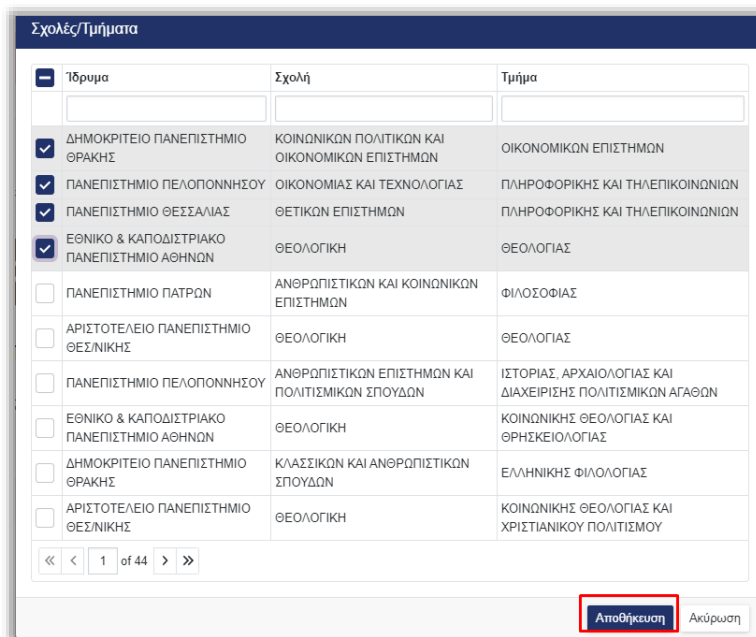 Σχολές/Τμήματα
Ίδρυμα Σχολή Τμήμα
ΔΗΜΟΚΡΙΤΕΙΟ ΠΑΝΕΠΙΣΤΗΜΙΟ
ΘΡΑΚΗΣ
ΚΟΙΝΩΝΙΚΩΝ ΠΟΛΙΤΙΚΩΝ ΚΑΙ
ΟΙΚΟΝΟΜΙΚΩΝ ΕΠΙΣΤΗΜΩΝ
ΟΙΚΟΝΟΜΙΚΩΝ ΕΠΙΣΤΗΜΩΝ
ΠΑΝΕΠΙΣΤΗΜΙΟ ΠΕΛΟΠΟΝΝΗΣΟΥ ΟΙΚΟΝΟΜΙΑΣ ΚΑΙ ΤΕΧΝΟΛΟΓΙΑΣ ΠΛΗΡΟΦΟΡΙΚΗΣ ΚΑΙ ΤΗΛΕΠΙΚΟΙΝΩΝΙΩΝ
ΠΑΝΕΠΙΣΤΗΜΙΟ ΘΕΣΣΑΛΙΑΣ ΘΕΤΙΚΩΝ ΕΠΙΣΤΗΜΩΝ ΠΛΗΡΟΦΟΡΙΚΗΣ ΚΑΙ ΤΗΛΕΠΙΚΟΙΝΩΝΙΩΝ
ΕΘΝΙΚΟ & ΚΑΠΟΔΙΣΤΡΙΑΚΟ
ΠΑΝΕΠΙΣΤΗΜΙΟ ΑΘΗΝΩΝ
ΘΕΟΛΟΓΙΚΗ
ΘΕΟΛΟΓΙΑΣ
ΠΑΝΕΠΙΣΤΗΜΙΟ ΠΑΤΡΩΝ
ΑΝΘΡΩΠΙΣΤΙΚΩΝ ΚΑΙ ΚΟΙΝΩΝΙΚΩΝ
ΕΠΙΣΤΗΜΩΝ
ΦΙΛΟΣΟΦΙΑΣ
ΑΡΙΣΤΟΤΕΛΕΙΟ ΠΑΝΕΠΙΣΤΗΜΙΟ
ΘΕΣ/ΝΙΚΗΣ
ΘΕΟΛΟΓΙΚΗ
ΘΕΟΛΟΓΙΑΣ
ΠΑΝΕΠΙΣΤΗΜΙΟ ΠΕΛΟΠΟΝΝΗΣΟΥ
ΑΝΘΡΩΠΙΣΤΙΚΩΝ ΕΠΙΣΤΗΜΩΝ ΚΑΙ
ΠΟΛΙΤΙΣΜΙΚΩΝ ΣΠΟΥΔΩΝ
ΙΣΤΟΡΙΑΣ, ΑΡΧΑΙΟΛΟΓΙΑΣ ΚΑΙ
ΔΙΑΧΕΙΡΙΣΗΣ ΠΟΛΙΤΙΣΜΙΚΩΝ ΑΓΑΘΩΝ
ΕΘΝΙΚΟ & ΚΑΠΟΔΙΣΤΡΙΑΚΟ
ΠΑΝΕΠΙΣΤΗΜΙΟ ΑΘΗΝΩΝ
ΘΕΟΛΟΓΙΚΗ
ΚΟΙΝΩΝΙΚΗΣ ΘΕΟΛΟΓΙΑΣ ΚΑΙ
ΘΡΗΣΚΕΙΟΛΟΓΙΑΣ
ΔΗΜΟΚΡΙΤΕΙΟ ΠΑΝΕΠΙΣΤΗΜΙΟ
ΘΡΑΚΗΣ
ΚΛΑΣΣΙΚΩΝ ΚΑΙ ΑΝΘΡΩΠΙΣΤΙΚΩΝ
ΣΠΟΥΔΩΝ
ΕΛΛΗΝΙΚΗΣ ΦΙΛΟΛΟΓΙΑΣ
ΑΡΙΣΤΟΤΕΛΕΙΟ ΠΑΝΕΠΙΣΤΗΜΙΟ
ΘΕΣ/ΝΙΚΗΣ
ΘΕΟΛΟΓΙΚΗ
ΚΟΙΝΩΝΙΚΗΣ ΘΕΟΛΟΓΙΑΣ ΚΑΙ
ΧΡΙΣΤΙΑΝΙΚΟΥ ΠΟΛΙΤΙΣΜΟΥ
1 of 44
Αποθήκευση Ακύρωση